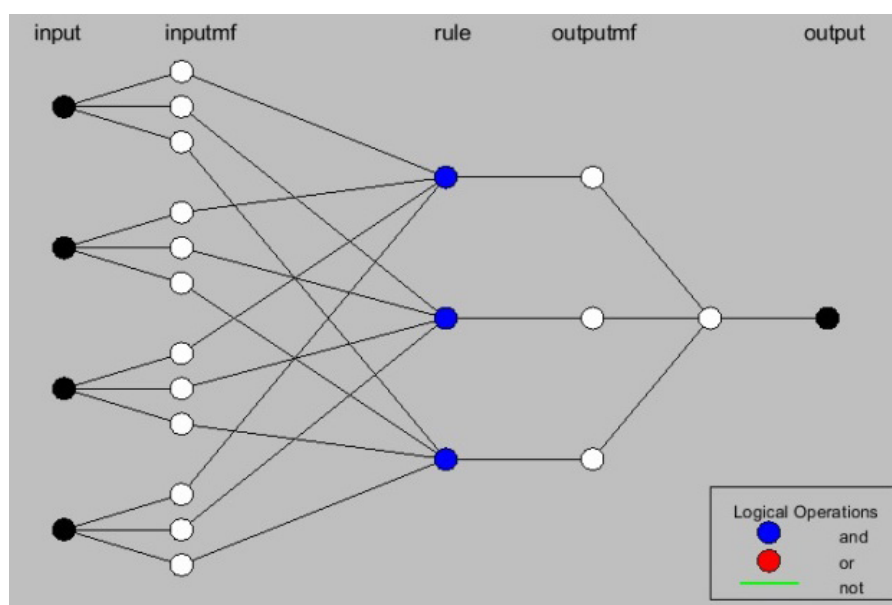 input inputmf rule outputmf output
Logical Operations
and
or
not